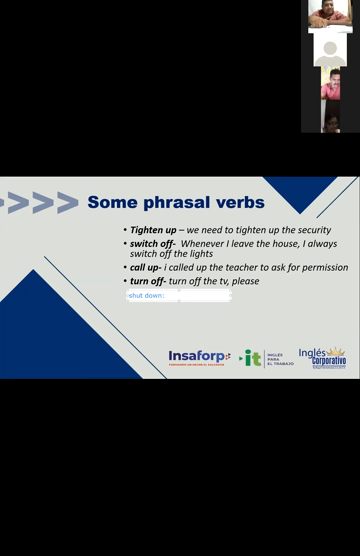 Some phrasal verbs
• Tighten up – we need to tighten up the security
• switch off- Whenever I leave the house, I always
switch off the lights
• call up- i called up the teacher to ask for permission
• turn off- turn off the tv, please
shut down:
Insaforp
it
INGLÉS
PARA
EL TRABAJO
Inglés
Corporativo